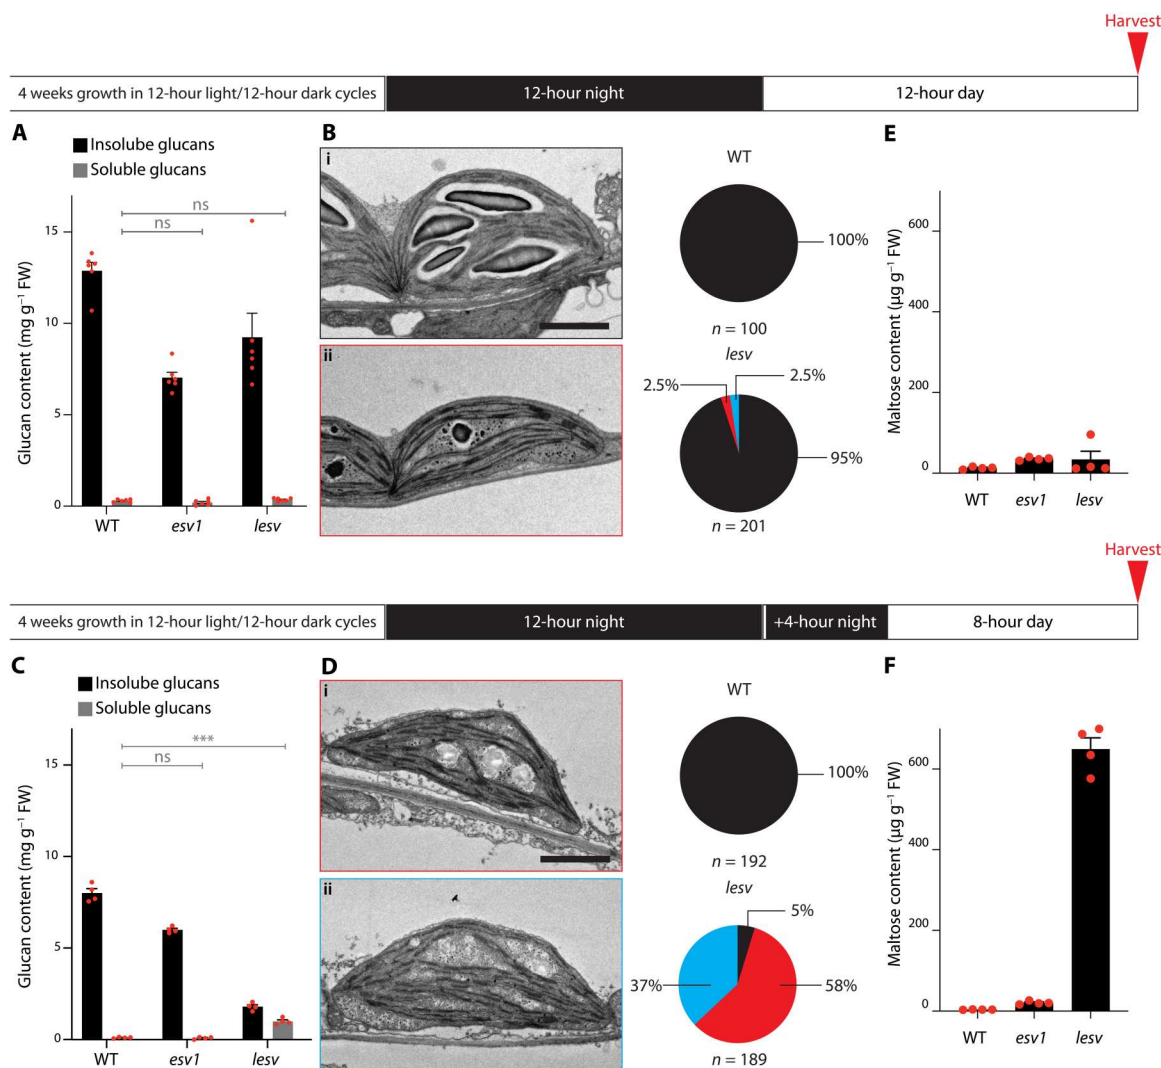 Harvest
4 weeks growth in 12-hour light/12-hour dark cycles
12-hour night
12-hour day
A
Insolube glucans
Soluble glucans
ns
ns
15
10
5
0
Glucan content (mg g⁻¹ FW)
WT
esv1
lesv
B
i
ii
WT
100%
n = 100
lesv
2.5%
2.5%
95%
n = 201
E
600
400
200
0
Maltose content (µg g⁻¹ FW)
WT
esv1
lesv
Harvest
4 weeks growth in 12-hour light/12-hour dark cycles
12-hour night
+4-hour night
8-hour day
C
Insolube glucans
Soluble glucans
***
ns
15
10
5
0
Glucan content (mg g⁻¹ FW)
WT
esv1
lesv
D
i
ii
WT
100%
n = 192
lesv
5%
37%
58%
n = 189
F
600
400
200
0
Maltose content (µg g⁻¹ FW)
WT
esv1
lesv